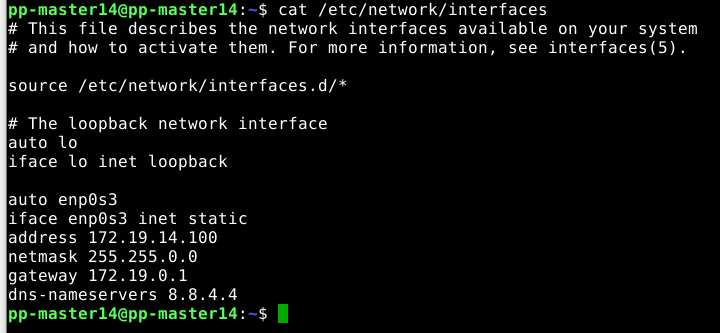 pp-master14@pp-master14:~$ cat /etc/network/interfaces
# This file describes the network interfaces available on your system
# and how to activate them. For more information, see interfaces(5).
source /etc/network/interfaces.d/*
# The loopback network interface
auto lo
iface lo inet loopback
auto enp0s3
iface enp0s3 inet static
address 172.19.14.100
netmask 255.255.0.0
gateway 172.19.0.1
dns-nameservers 8.8.4.4
pp-master14@pp-master14:~$